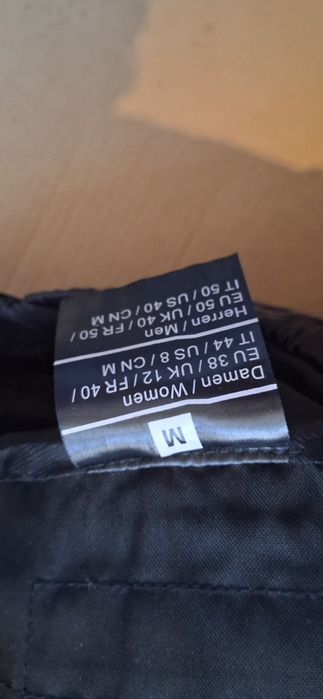 M
Damen / Women
EU 38 / UK 12 / FR 40 /
IT 44 / US 8 / CN M
Herren / Men
EU 50 / UK 40 / FR 50 /
IT 50 / US 40 / CN M